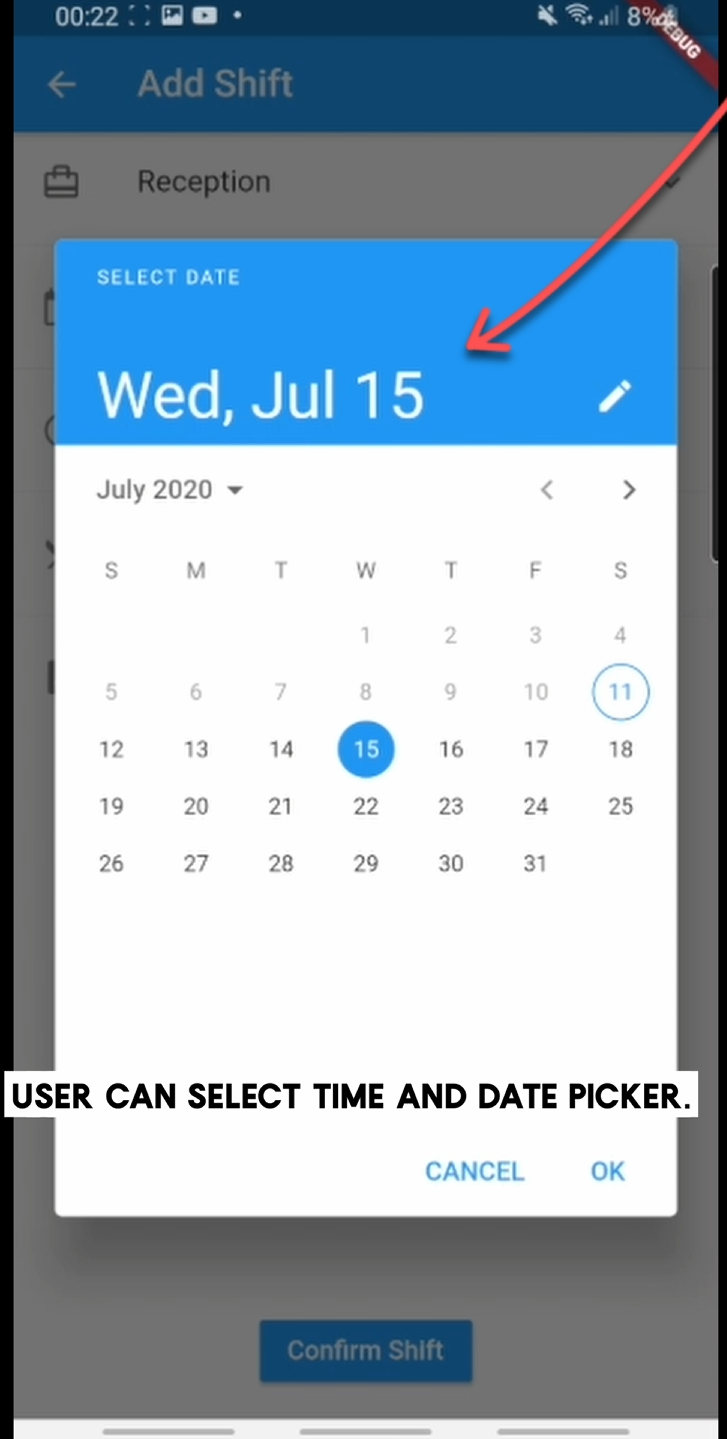 00:22 8%
DEBUG
Add Shift
Reception
SELECT DATE
Wed, Jul 15
July 2020
S M T W T F S
1 2 3 4
5 6 7 8 9 10 11
12 13 14 15 16 17 18
19 20 21 22 23 24 25
26 27 28 29 30 31
USER CAN SELECT TIME AND DATE PICKER.
CANCEL OK
Confirm Shift